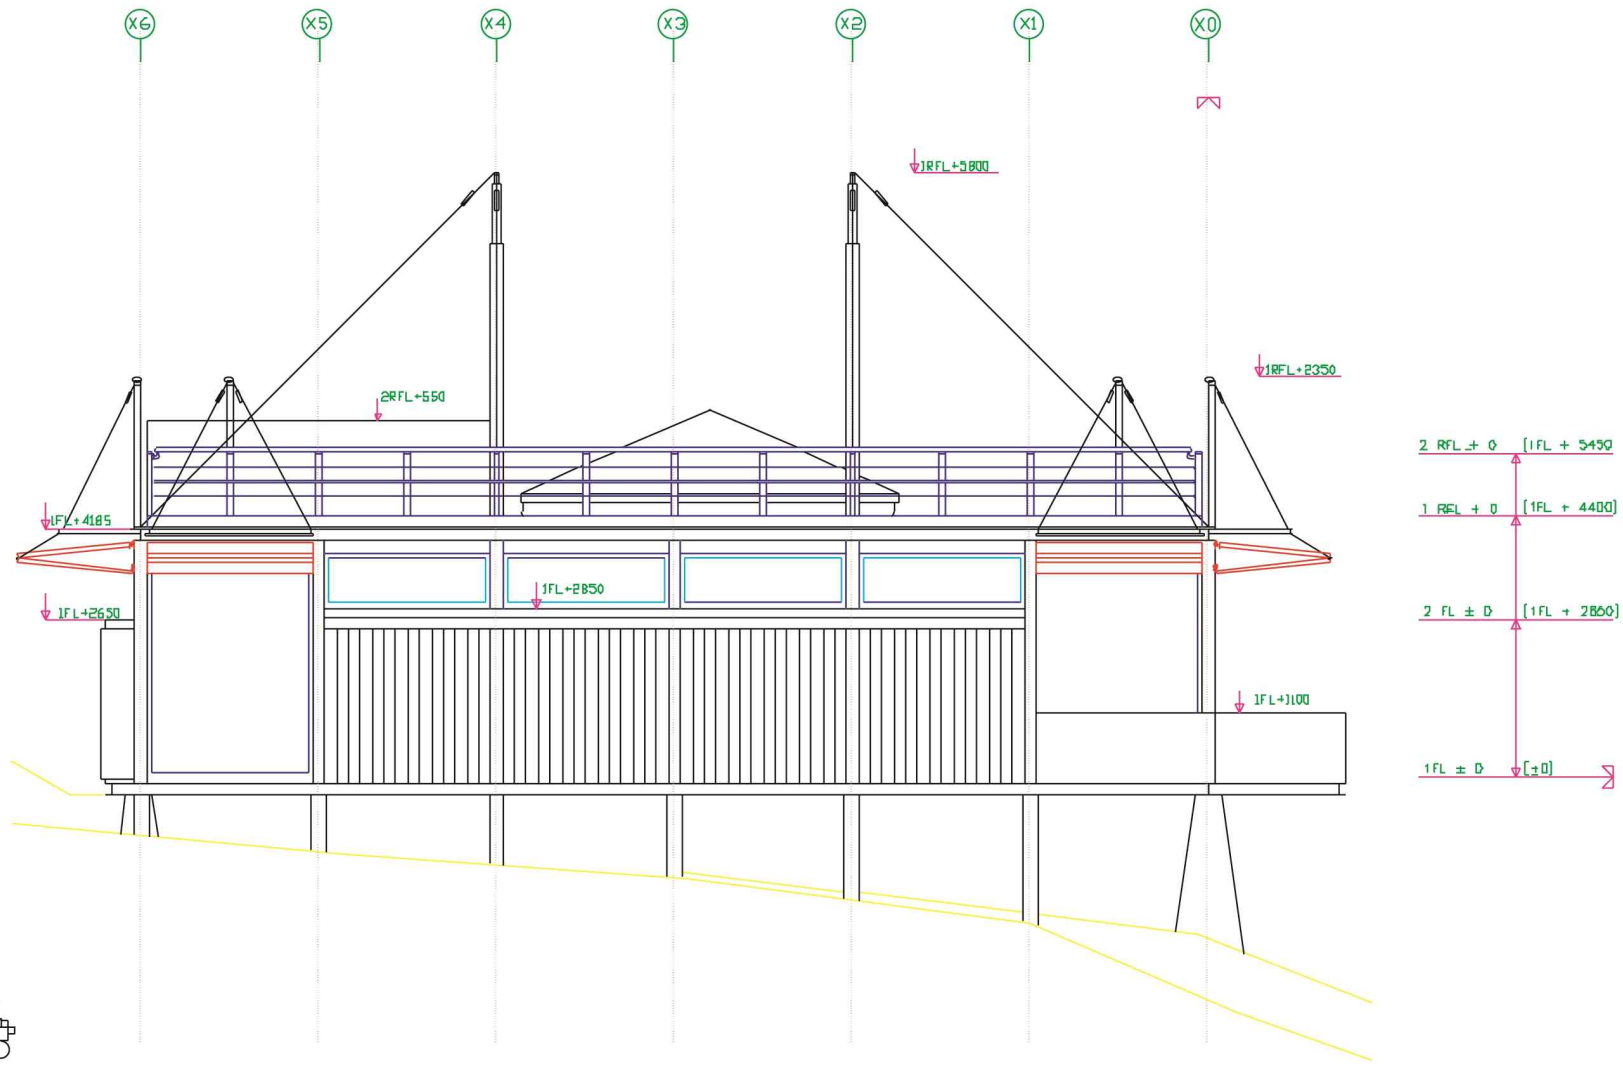 X6 X5 X4 X3 X2 X1 X0
1RFL+5800
1RFL+2350
2RFL+550
2 RFL ± 0 [1FL + 5450]
1FL+4185
1 RFL ± 0 [1FL + 4400]
1FL+2850
1FL+2650
2 FL ± 0 [1FL + 2860]
1FL+1100
1FL ± 0 [±0]